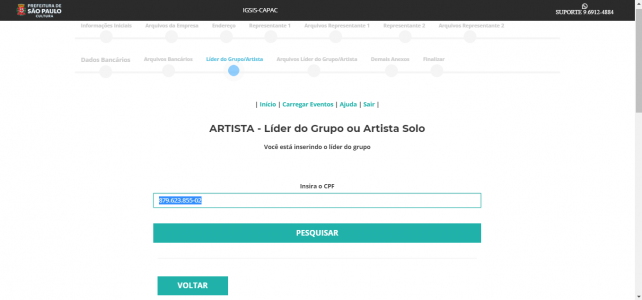 PREFEITURA DE
SÃO PAULO
CULTURA
IGSIS-CAPAC
SUPORTE 9.6912-4884
Informações Iniciais
Arquivos da Empresa
Endereço
Representante 1
Arquivos Representante 1
Representante 2
Arquivos Representante 2
Dados Bancários
Arquivos Bancários
Líder do Grupo/Artista
Arquivos Líder do Grupo/Artista
Demais Anexos
Finalizar
| Início | Carregar Eventos | Ajuda | Sair |
ARTISTA - Líder do Grupo ou Artista Solo
Você está inserindo o líder do grupo
Insira o CPF
879.623.855-02
PESQUISAR
VOLTAR